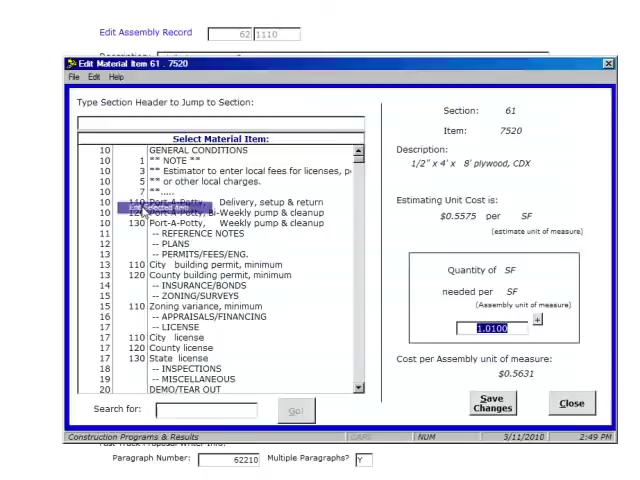 Edit Assembly Record 62 1110
Edit Material Item 61 . 7520
File Edit Help
Type Section Header to Jump to Section:
Select Material Item:
10 GENERAL CONDITIONS
10 1 ** NOTE **
10 3 ** Estimator to enter local fees for licenses, p
10 5 ** or other local charges.
10 7 **.....
10 110 Port-A-Potty, Delivery, setup & return
10 120 Port-A-Potty, Bi-Weekly pump & cleanup
10 130 Port-A-Potty, Weekly pump & cleanup
11 -- REFERENCE NOTES
12 -- PLANS
13 -- PERMITS/FEES/ENG.
13 110 City building permit, minimum
13 120 County building permit, minimum
14 -- INSURANCE/BONDS
15 -- ZONING/SURVEYS
15 110 Zoning variance, minimum
16 -- APPRAISALS/FINANCING
17 -- LICENSE
17 110 City license
17 120 County license
17 130 State license
18 -- INSPECTIONS
19 -- MISCELLANEOUS
20 DEMO/TEAR OUT
Search for: Go!
Section: 61
Item: 7520
Description:
1/2" x 4' x 8' plywood, CDX
Estimating Unit Cost is:
$0.5575 per SF
(estimate unit of measure)
Quantity of SF
needed per SF
(Assembly unit of measure)
+
1.0100
Cost per Assembly unit of measure:
$0.5631
Save Changes Close
Construction Programs & Results CAPS NUM 3/11/2010 2:49 PM
Paragraph Number: 62210 Multiple Paragraphs? Y